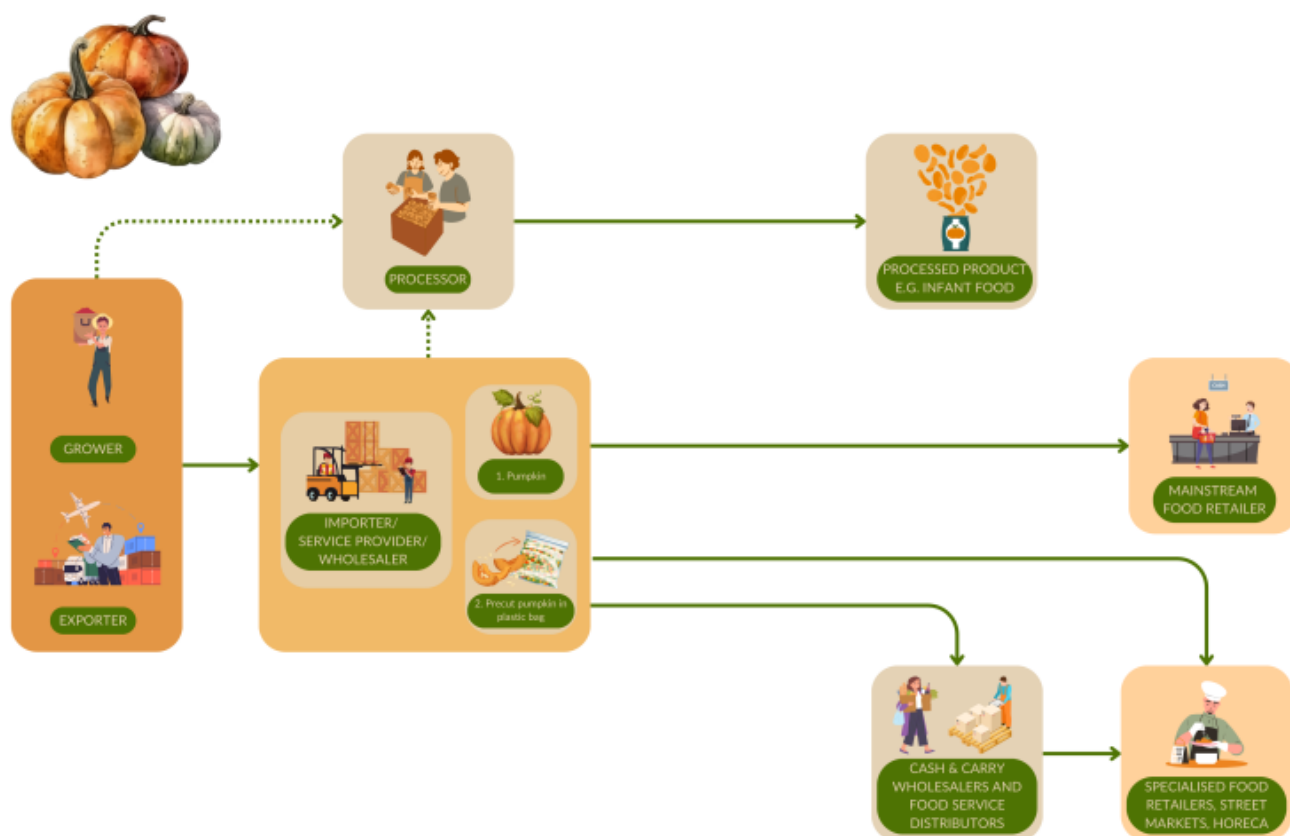 PROCESSOR
PROCESSED PRODUCT
E.G. INFANT FOOD
GROWER
EXPORTER
IMPORTER/
SERVICE PROVIDER/
WHOLESALER
1. Pumpkin
2. Precut pumpkin in
plastic bag
CASH
MAINSTREAM
FOOD RETAILER
CASH & CARRY
WHOLESALERS AND
FOOD SERVICE
DISTRIBUTORS
SPECIALISED FOOD
RETAILERS, STREET
MARKETS, HORECA